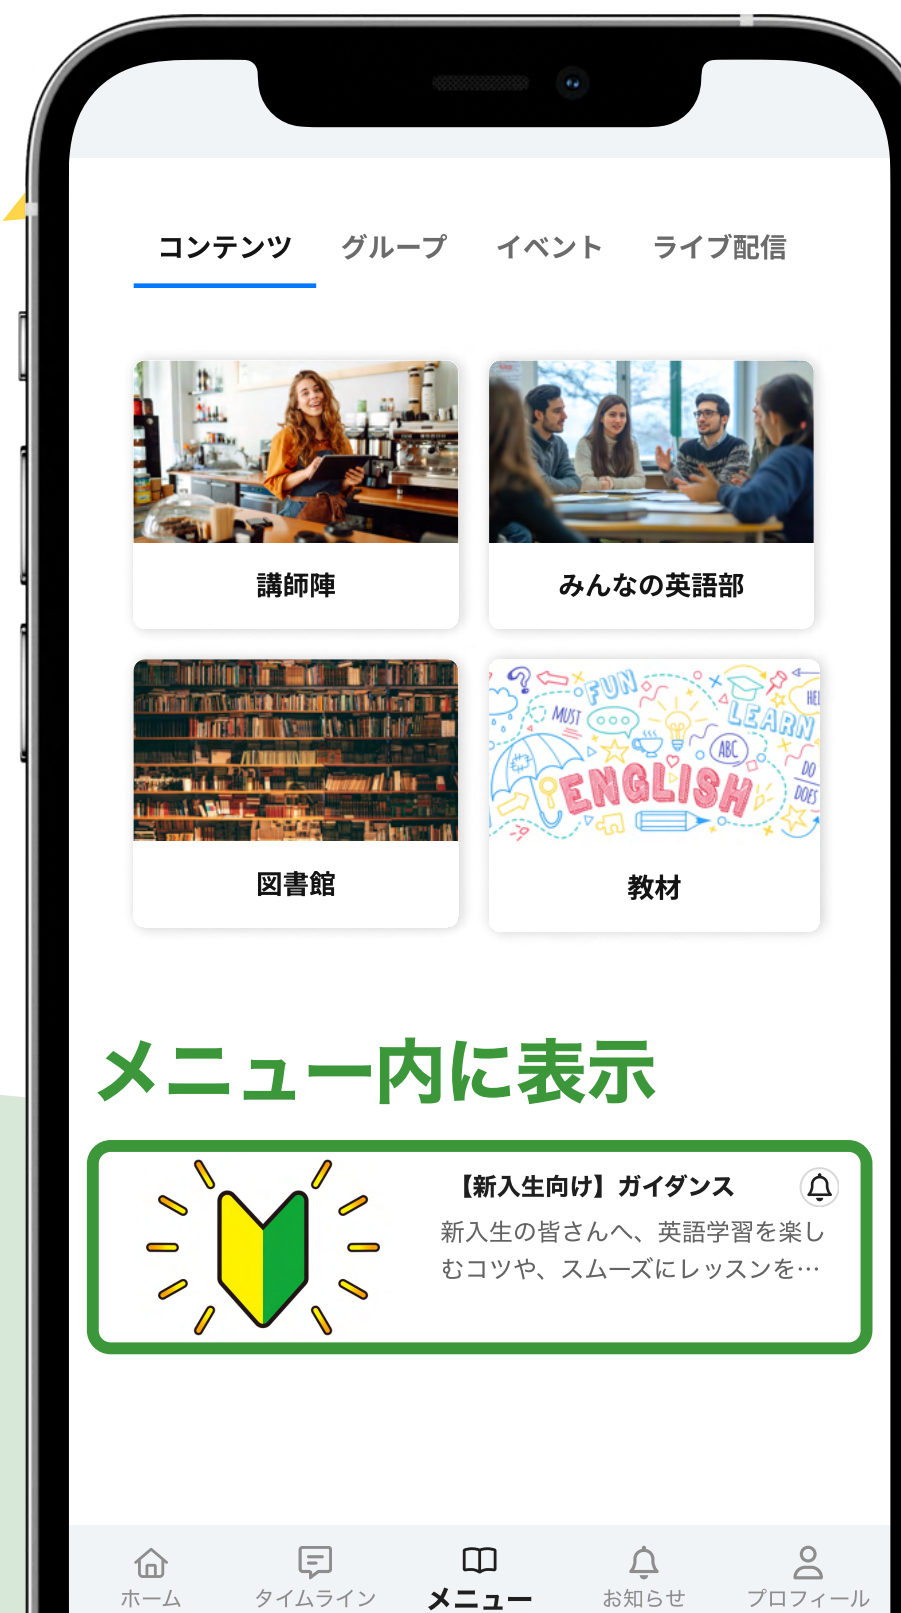 コンテンツ グループ イベント ライブ配信
講師陣 みんなの英語部
FUN
HEL
MUST
LEARN
ABC
DO
ENGLISH
DOES
図書館 教材
メニュー内に表示
【新入生向け】ガイダンス
新入生の皆さんへ、英語学習を楽し
むコツや、スムーズにレッスンを…
ホーム タイムライン メニュー お知らせ プロフィール